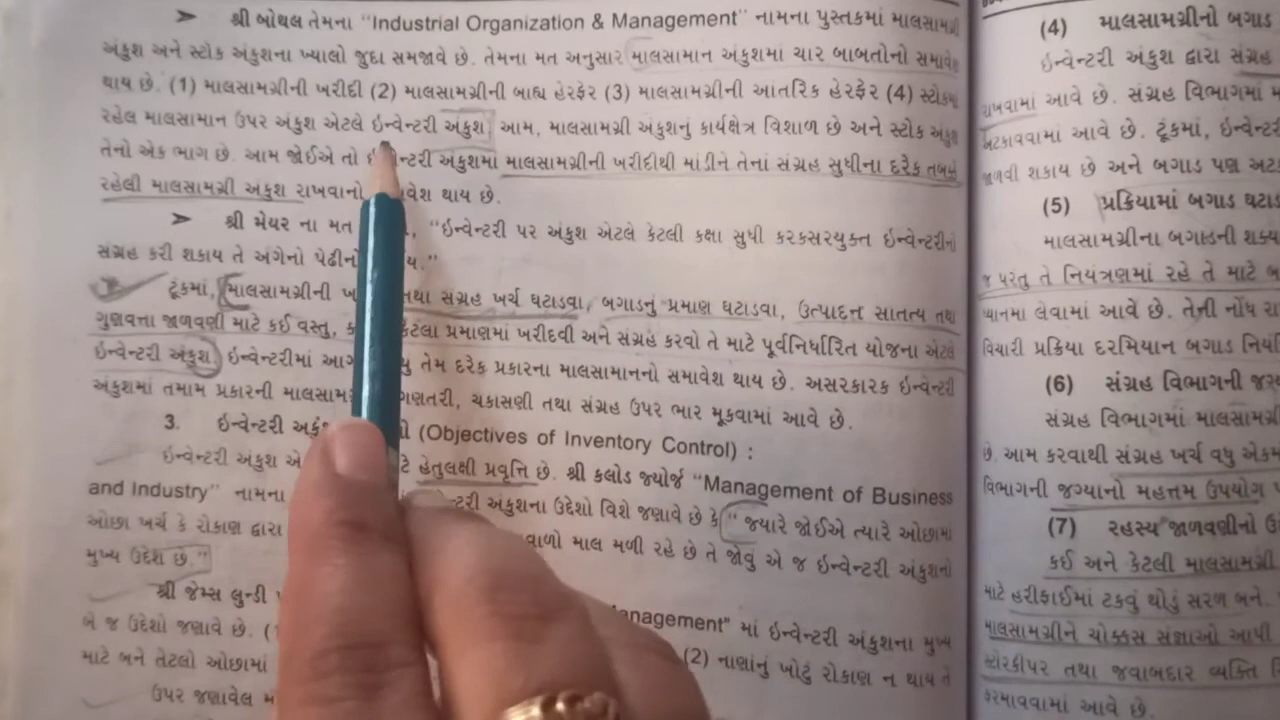 ➤ શ્રી બોથલ તેમના "Industrial Organization & Management" નામના પુસ્તકમાં માલસામગ્રી
અંકુશ અને સ્ટોક અંકુશના ખ્યાલો જુદા સમજાવે છે. તેમના મત અનુસાર માલસામાન અંકુશમાં ચાર બાબતોનો સમાવેશ
થાય છે. (1) માલસામગ્રીની ખરીદી (2) માલસામગ્રીની બાહ્ય હેરફેર (3) માલસામગ્રીની આંતરિક હેરફેર (4) સ્ટોકમાં
રહેલ માલસામાન ઉપર અંકુશ એટલે ઇન્વેન્ટરી અંકુશ. આમ, માલસામગ્રી અંકુશનું કાર્યક્ષેત્ર વિશાળ છે અને સ્ટોક અંકુશ
તેનો એક ભાગ છે. આમ જોઈએ તો અંકુશમાં માલસામગ્રીની ખરીદીથી માંડીને તેનાં સંગ્રહ સુધીના દરેક તબક્કે
રહેલી માલસામગ્રી અંકુશ રાખવાનો થાય છે.
➤ શ્રી મેયર ના મત "ઇન્વેન્ટરી પર અંકુશ એટલે કેટલી કક્ષા સુધી કરકસરયુક્ત ઇન્વેન્ટરીનો
સંગ્રહ કરી શકાય તે અંગેનો
ટૂંકમાં, માલસામગ્રીની તથા સંગ્રહ ખર્ચ ઘટાડવા, બગાડનું પ્રમાણ ઘટાડવા, ઉત્પાદન સાતત્ય તથા
ગુણવત્તા જાળવણી માટે કઈ વસ્તુ, કેટલા પ્રમાણમાં ખરીદવી અને સંગ્રહ કરવો તે માટે પૂર્વનિર્ધારિત યોજના એટલે
ઇન્વેન્ટરી અંકુશ. ઇન્વેન્ટરીમાં તેમ દરેક પ્રકારના માલસામાનનો સમાવેશ થાય છે. અસરકારક ઇન્વેન્ટરી
અંકુશમાં તમામ પ્રકારની ગણતરી, ચકાસણી તથા સંગ્રહ ઉપર ભાર મૂકવામાં આવે છે.
3. ઇન્વેન્ટરી (Objectives of Inventory Control) :
ઇન્વેન્ટરી અંકુશ હેતુલક્ષી પ્રવૃત્તિ છે. શ્રી કલોડ જ્યોર્જ "Management of Business
and Industry" નામના અંકુશના ઉદ્દેશો વિશે જણાવે છે કે "જયારે જોઈએ ત્યારે ઓછામાં
ઓછા ખર્ચ કે રોકાણ દ્વારા માલ મળી રહે છે તે જોવું એ જ ઇન્વેન્ટરી અંકુશનો
મુખ્ય ઉદ્દેશ છે."
શ્રી જેમ્સ લુન્ડી માં ઇન્વેન્ટરી અંકુશના મુખ્ય
બે જ ઉદ્દેશો જણાવે છે.
માટે બને તેટલો ઓછામાં (2) નાણાંનું ખોટું રોકાણ ન થાય તે
ઉપર જણાવેલ
(4) માલસામગ્રીનો બગાડ
ઇન્વેન્ટરી અંકુશ દ્વારા સંગ્રહ
રાખવામાં આવે છે. સંગ્રહ વિભાગમાં
અટકાવવામાં આવે છે. ટૂંકમાં,
જાળવી શકાય છે અને બગાડ પણ
(5) પ્રક્રિયામાં બગાડ
માલસામગ્રીના બગાડની
જ પરંતુ તે નિયંત્રણમાં રહે તે માટે
ધ્યાનમા લેવામાં આવે છે. તેની નોંધ
વિચારી પ્રક્રિયા દરમિયાન બગાડ
(6) સંગ્રહ વિભાગની
સંગ્રહ વિભાગમાં
છે. આમ કરવાથી સંગ્રહ ખર્ચ વધુ
વિભાગની જગ્યાનો મહત્તમ ઉપયોગ
(7) રહસ્ય જાળવણીનો
કઈ અને કેટલી માલસામગ્રી
માટે હરીફાઈમાં ટકવું થોડું સરળ બને.
માલસામગ્રીને ચોક્કસ સંજ્ઞાઓ આપી
સ્ટોરકીપર તથા જવાબદાર વ્યક્તિ
ફરમાવવામાં આવે છે.